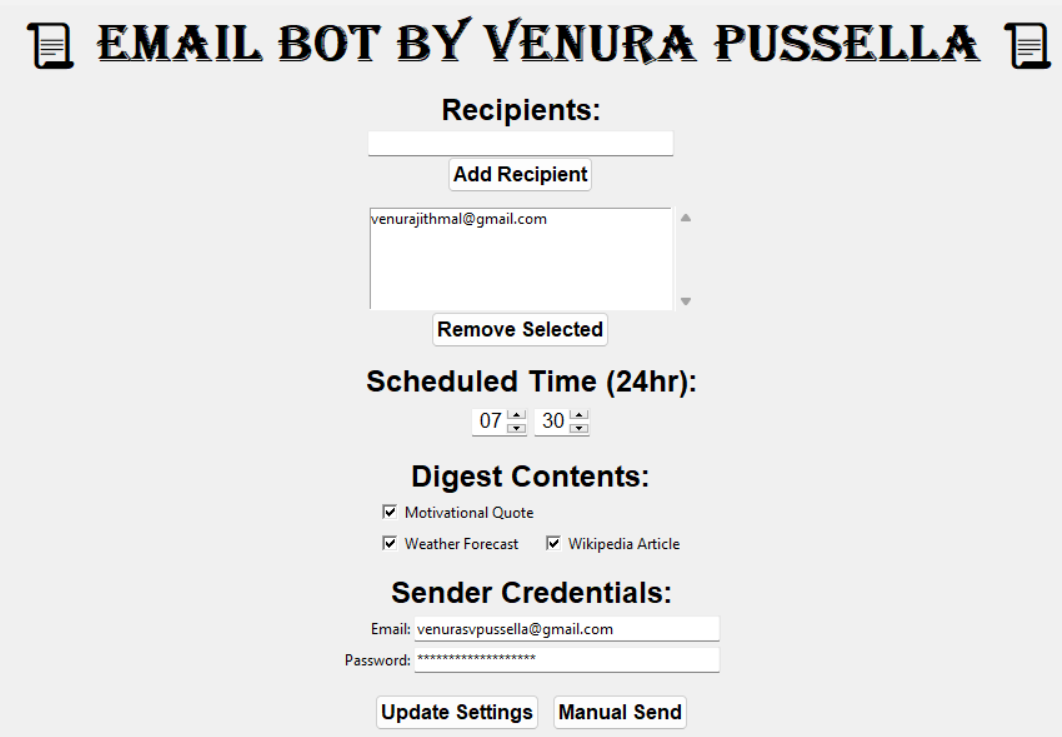 EMAIL BOT BY VENURA PUSSELLA
Recipients:
Add Recipient
venurajithmal@gmail.com
Remove Selected
Scheduled Time (24hr):
07 30
Digest Contents:
Motivational Quote
Weather Forecast Wikipedia Article
Sender Credentials:
Email: venurasvpussella@gmail.com
Password: *******************
Update Settings Manual Send